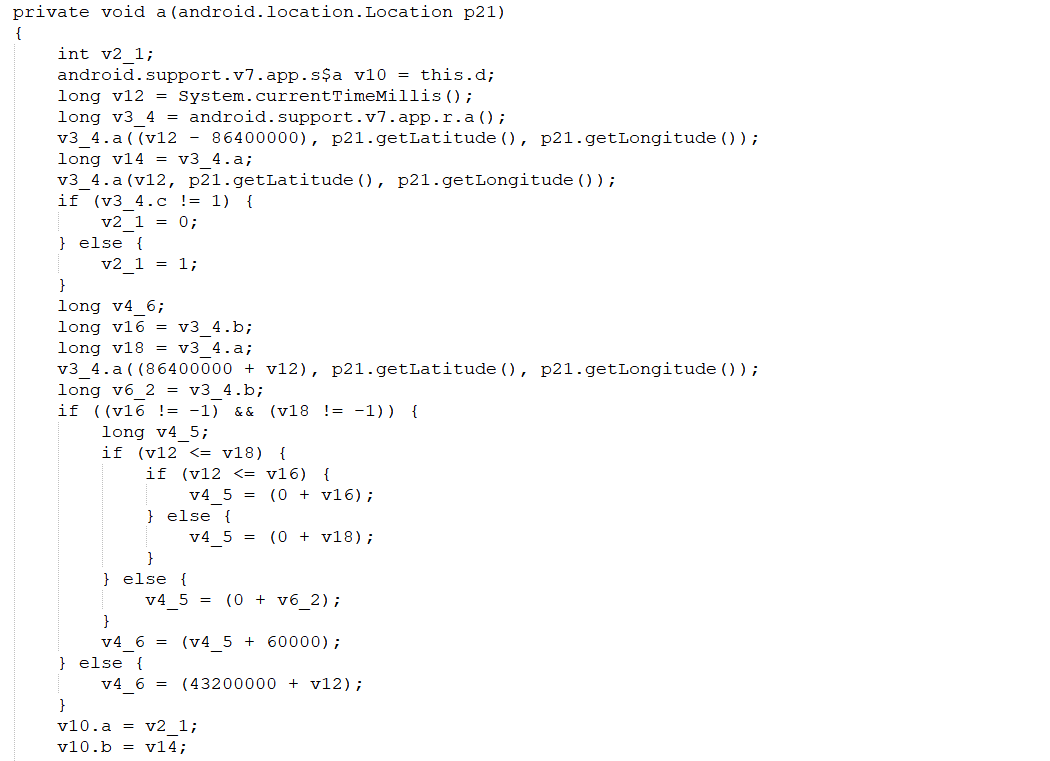 private void a(android.location.Location p21)
{
    int v2_1;
    android.support.v7.app.s$a v10 = this.d;
    long v12 = System.currentTimeMillis();
    long v3_4 = android.support.v7.app.r.a();
    v3_4.a((v12 - 86400000), p21.getLatitude(), p21.getLongitude());
    long v14 = v3_4.a;
    v3_4.a(v12, p21.getLatitude(), p21.getLongitude());
    if (v3_4.c != 1) {
        v2_1 = 0;
    } else {
        v2_1 = 1;
    }
    long v4_6;
    long v16 = v3_4.b;
    long v18 = v3_4.a;
    v3_4.a((86400000 + v12), p21.getLatitude(), p21.getLongitude());
    long v6_2 = v3_4.b;
    if ((v16 != -1) && (v18 != -1)) {
        long v4_5;
        if (v12 <= v18) {
            if (v12 <= v16) {
                v4_5 = (0 + v16);
            } else {
                v4_5 = (0 + v18);
            }
        } else {
            v4_5 = (0 + v6_2);
        }
        v4_6 = (v4_5 + 60000);
    } else {
        v4_6 = (43200000 + v12);
    }
    v10.a = v2_1;
    v10.b = v14;